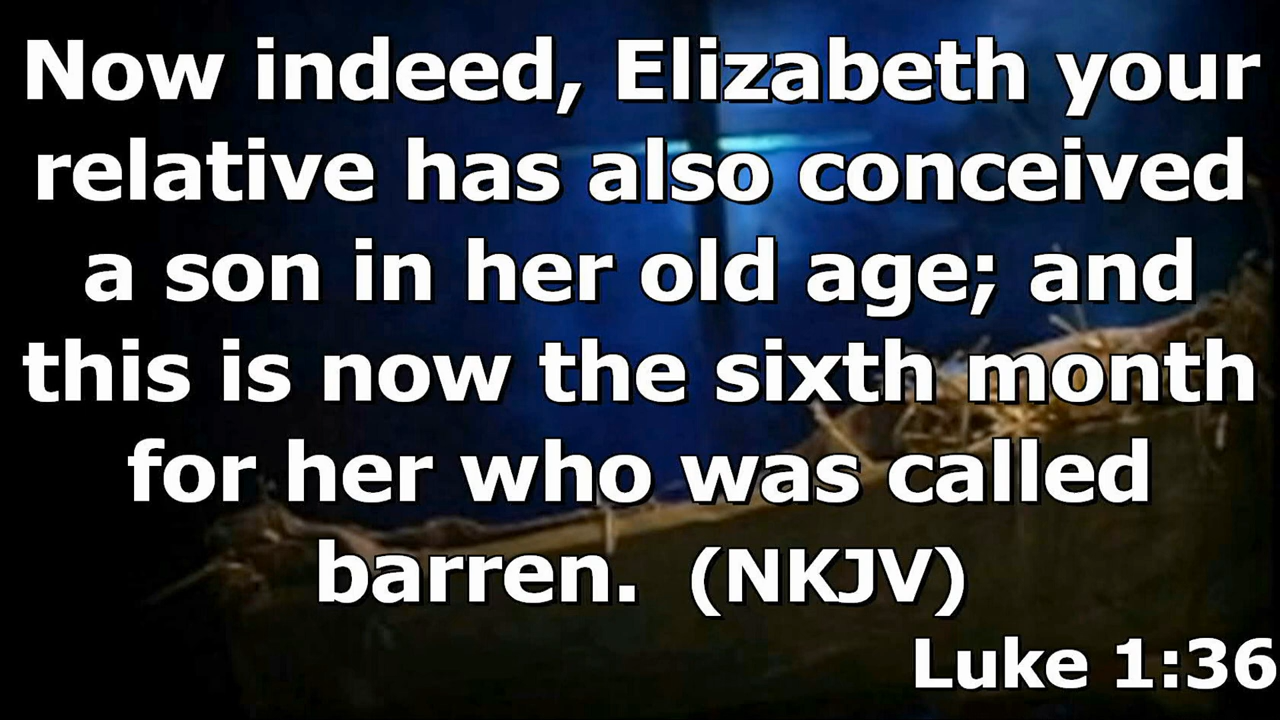 Now indeed, Elizabeth your
relative has also conceived
a son in her old age; and
this is now the sixth month
for her who was called
barren. (NKJV)
Luke 1:36